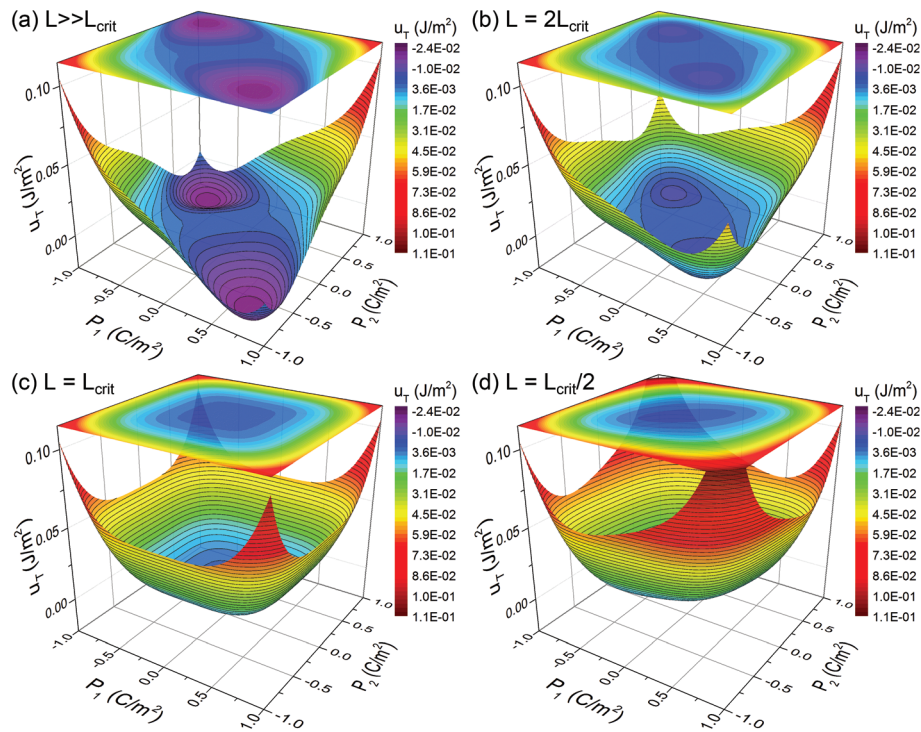 (a) L>>Lcrit
uT (J/m²)
-2.4E-02
-1.0E-02
3.6E-03
1.7E-02
3.1E-02
4.5E-02
5.9E-02
7.3E-02
8.6E-02
1.0E-01
1.1E-01
0.10
0.05
0.00
uT (J/m²)
-1.0
-0.5
0.0
0.5
1.0
P1 (C/m²)
-1.0
-0.5
0.0
0.5
1.0
P2 (C/m²)
(b) L = 2Lcrit
uT (J/m²)
-2.4E-02
-1.0E-02
3.6E-03
1.7E-02
3.1E-02
4.5E-02
5.9E-02
7.3E-02
8.6E-02
1.0E-01
1.1E-01
0.10
0.05
0.00
uT (J/m²)
-1.0
-0.5
0.0
0.5
1.0
P1 (C/m²)
-1.0
-0.5
0.0
0.5
1.0
P2 (C/m²)
(c) L = Lcrit
uT (J/m²)
-2.4E-02
-1.0E-02
3.6E-03
1.7E-02
3.1E-02
4.5E-02
5.9E-02
7.3E-02
8.6E-02
1.0E-01
1.1E-01
0.10
0.05
0.00
uT (J/m²)
-1.0
-0.5
0.0
0.5
1.0
P1 (C/m²)
-1.0
-0.5
0.0
0.5
1.0
P2 (C/m²)
(d) L = Lcrit/2
uT (J/m²)
-2.4E-02
-1.0E-02
3.6E-03
1.7E-02
3.1E-02
4.5E-02
5.9E-02
7.3E-02
8.6E-02
1.0E-01
1.1E-01
0.10
0.05
0.00
uT (J/m²)
-1.0
-0.5
0.0
0.5
1.0
P1 (C/m²)
-1.0
-0.5
0.0
0.5
1.0
P2 (C/m²)